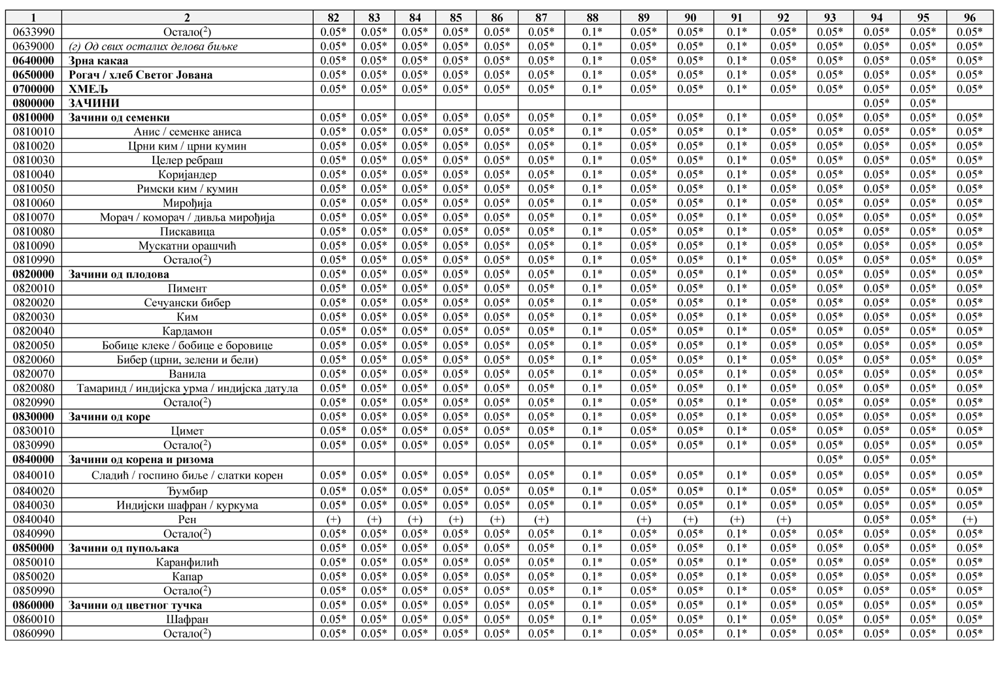 1 2 82 83 84 85 86 87 88 89 90 91 92 93 94 95 96
0633990 Остало(²) 0.05* 0.05* 0.05* 0.05* 0.05* 0.05* 0.1* 0.05* 0.05* 0.1* 0.05* 0.05* 0.05* 0.05* 0.05*
0639000 (г) Од свих осталих делова биљке 0.05* 0.05* 0.05* 0.05* 0.05* 0.05* 0.1* 0.05* 0.05* 0.1* 0.05* 0.05* 0.05* 0.05* 0.05*
0640000 Зрна какаа 0.05* 0.05* 0.05* 0.05* 0.05* 0.05* 0.1* 0.05* 0.05* 0.1* 0.05* 0.05* 0.05* 0.05* 0.05*
0650000 Рогач / хлеб Светог Јована 0.05* 0.05* 0.05* 0.05* 0.05* 0.05* 0.1* 0.05* 0.05* 0.1* 0.05* 0.05* 0.05* 0.05* 0.05*
0700000 ХМЕЉ 0.05* 0.05* 0.05* 0.05* 0.05* 0.05* 0.1* 0.05* 0.05* 0.1* 0.05* 0.05* 0.05* 0.05* 0.05*
0800000 ЗАЧИНИ 0.05* 0.05*
0810000 Зачини од семенки 0.05* 0.05* 0.05* 0.05* 0.05* 0.05* 0.1* 0.05* 0.05* 0.1* 0.05* 0.05* 0.05* 0.05* 0.05*
0810010 Анис / семенке аниса 0.05* 0.05* 0.05* 0.05* 0.05* 0.05* 0.1* 0.05* 0.05* 0.1* 0.05* 0.05* 0.05* 0.05* 0.05*
0810020 Црни ким / црни кумин 0.05* 0.05* 0.05* 0.05* 0.05* 0.05* 0.1* 0.05* 0.05* 0.1* 0.05* 0.05* 0.05* 0.05* 0.05*
0810030 Целер ребраш 0.05* 0.05* 0.05* 0.05* 0.05* 0.05* 0.1* 0.05* 0.05* 0.1* 0.05* 0.05* 0.05* 0.05* 0.05*
0810040 Коријандер 0.05* 0.05* 0.05* 0.05* 0.05* 0.05* 0.1* 0.05* 0.05* 0.1* 0.05* 0.05* 0.05* 0.05* 0.05*
0810050 Римски ким / кумин 0.05* 0.05* 0.05* 0.05* 0.05* 0.05* 0.1* 0.05* 0.05* 0.1* 0.05* 0.05* 0.05* 0.05* 0.05*
0810060 Мирођија 0.05* 0.05* 0.05* 0.05* 0.05* 0.05* 0.1* 0.05* 0.05* 0.1* 0.05* 0.05* 0.05* 0.05* 0.05*
0810070 Морач / коморач / дивља мирођија 0.05* 0.05* 0.05* 0.05* 0.05* 0.05* 0.1* 0.05* 0.05* 0.1* 0.05* 0.05* 0.05* 0.05* 0.05*
0810080 Пискавица 0.05* 0.05* 0.05* 0.05* 0.05* 0.05* 0.1* 0.05* 0.05* 0.1* 0.05* 0.05* 0.05* 0.05* 0.05*
0810090 Мускатни орашчић 0.05* 0.05* 0.05* 0.05* 0.05* 0.05* 0.1* 0.05* 0.05* 0.1* 0.05* 0.05* 0.05* 0.05* 0.05*
0810990 Остало(²) 0.05* 0.05* 0.05* 0.05* 0.05* 0.05* 0.1* 0.05* 0.05* 0.1* 0.05* 0.05* 0.05* 0.05* 0.05*
0820000 Зачини од плодова 0.05* 0.05* 0.05* 0.05* 0.05* 0.05* 0.1* 0.05* 0.05* 0.1* 0.05* 0.05* 0.05* 0.05* 0.05*
0820010 Пимент 0.05* 0.05* 0.05* 0.05* 0.05* 0.05* 0.1* 0.05* 0.05* 0.1* 0.05* 0.05* 0.05* 0.05* 0.05*
0820020 Сечуански бибер 0.05* 0.05* 0.05* 0.05* 0.05* 0.05* 0.1* 0.05* 0.05* 0.1* 0.05* 0.05* 0.05* 0.05* 0.05*
0820030 Ким 0.05* 0.05* 0.05* 0.05* 0.05* 0.05* 0.1* 0.05* 0.05* 0.1* 0.05* 0.05* 0.05* 0.05* 0.05*
0820040 Кардамон 0.05* 0.05* 0.05* 0.05* 0.05* 0.05* 0.1* 0.05* 0.05* 0.1* 0.05* 0.05* 0.05* 0.05* 0.05*
0820050 Бобице клеке / бобице е боровице 0.05* 0.05* 0.05* 0.05* 0.05* 0.05* 0.1* 0.05* 0.05* 0.1* 0.05* 0.05* 0.05* 0.05* 0.05*
0820060 Бибер (црни, зелени и бели) 0.05* 0.05* 0.05* 0.05* 0.05* 0.05* 0.1* 0.05* 0.05* 0.1* 0.05* 0.05* 0.05* 0.05* 0.05*
0820070 Ванила 0.05* 0.05* 0.05* 0.05* 0.05* 0.05* 0.1* 0.05* 0.05* 0.1* 0.05* 0.05* 0.05* 0.05* 0.05*
0820080 Тамаринд / индијска урма / индијска датула 0.05* 0.05* 0.05* 0.05* 0.05* 0.05* 0.1* 0.05* 0.05* 0.1* 0.05* 0.05* 0.05* 0.05* 0.05*
0820990 Остало(²) 0.05* 0.05* 0.05* 0.05* 0.05* 0.05* 0.1* 0.05* 0.05* 0.1* 0.05* 0.05* 0.05* 0.05* 0.05*
0830000 Зачини од коре 0.05* 0.05* 0.05* 0.05* 0.05* 0.05* 0.1* 0.05* 0.05* 0.1* 0.05* 0.05* 0.05* 0.05* 0.05*
0830010 Цимет 0.05* 0.05* 0.05* 0.05* 0.05* 0.05* 0.1* 0.05* 0.05* 0.1* 0.05* 0.05* 0.05* 0.05* 0.05*
0830990 Остало(²) 0.05* 0.05* 0.05* 0.05* 0.05* 0.05* 0.1* 0.05* 0.05* 0.1* 0.05* 0.05* 0.05* 0.05* 0.05*
0840000 Зачини од корена и ризома 0.05* 0.05* 0.05*
0840010 Сладић / госпино биље / слатки корен 0.05* 0.05* 0.05* 0.05* 0.05* 0.05* 0.1* 0.05* 0.05* 0.1* 0.05* 0.05* 0.05* 0.05* 0.05*
0840020 Ђумбир 0.05* 0.05* 0.05* 0.05* 0.05* 0.05* 0.1* 0.05* 0.05* 0.1* 0.05* 0.05* 0.05* 0.05* 0.05*
0840030 Индијски шафран / куркума 0.05* 0.05* 0.05* 0.05* 0.05* 0.05* 0.1* 0.05* 0.05* 0.1* 0.05* 0.05* 0.05* 0.05* 0.05*
0840040 Рен (+) (+) (+) (+) (+) (+) (+) (+) (+) (+) 0.05* 0.05* (+)
0840990 Остало(²) 0.05* 0.05* 0.05* 0.05* 0.05* 0.05* 0.1* 0.05* 0.05* 0.1* 0.05* 0.05* 0.05* 0.05* 0.05*
0850000 Зачини од пупољака 0.05* 0.05* 0.05* 0.05* 0.05* 0.05* 0.1* 0.05* 0.05* 0.1* 0.05* 0.05* 0.05* 0.05* 0.05*
0850010 Каранфилић 0.05* 0.05* 0.05* 0.05* 0.05* 0.05* 0.1* 0.05* 0.05* 0.1* 0.05* 0.05* 0.05* 0.05* 0.05*
0850020 Капар 0.05* 0.05* 0.05* 0.05* 0.05* 0.05* 0.1* 0.05* 0.05* 0.1* 0.05* 0.05* 0.05* 0.05* 0.05*
0850990 Остало(²) 0.05* 0.05* 0.05* 0.05* 0.05* 0.05* 0.1* 0.05* 0.05* 0.1* 0.05* 0.05* 0.05* 0.05* 0.05*
0860000 Зачини од цветног тучка 0.05* 0.05* 0.05* 0.05* 0.05* 0.05* 0.1* 0.05* 0.05* 0.1* 0.05* 0.05* 0.05* 0.05* 0.05*
0860010 Шафран 0.05* 0.05* 0.05* 0.05* 0.05* 0.05* 0.1* 0.05* 0.05* 0.1* 0.05* 0.05* 0.05* 0.05* 0.05*
0860990 Остало(²) 0.05* 0.05* 0.05* 0.05* 0.05* 0.05* 0.1* 0.05* 0.05* 0.1* 0.05* 0.05* 0.05* 0.05* 0.05*